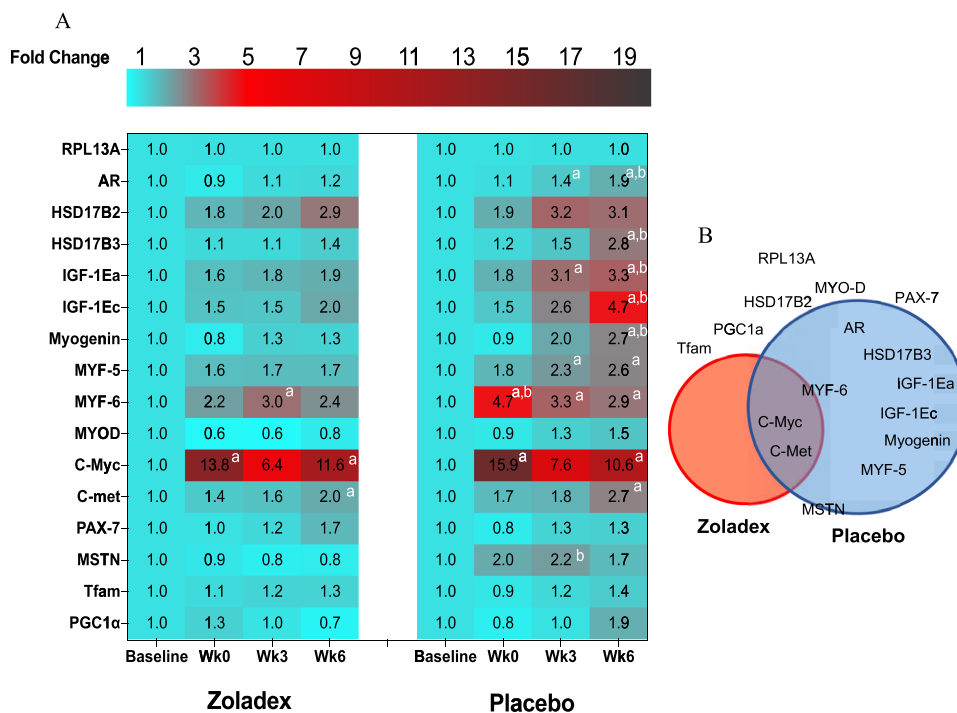 A
Fold Change 1 3 5 7 9 11 13 15 17 19
RPL13A 1.0 1.0 1.0 1.0 1.0 1.0 1.0 1.0
AR 1.0 0.9 1.1 1.2 1.0 1.1 1.4 a 1.9 a,b
HSD17B2 1.0 1.8 2.0 2.9 1.0 1.9 3.2 3.1
HSD17B3 1.0 1.1 1.1 1.4 1.0 1.2 1.5 2.8 a,b
IGF-1Ea 1.0 1.6 1.8 1.9 1.0 1.8 3.1 a 3.3 a,b
IGF-1Ec 1.0 1.5 1.5 2.0 1.0 1.5 2.6 4.7 a,b
Myogenin 1.0 0.8 1.3 1.3 1.0 0.9 2.0 2.7 a,b
MYF-5 1.0 1.6 1.7 1.7 1.0 1.8 2.3 a 2.6 a
MYF-6 1.0 2.2 3.0 a 2.4 1.0 4.7 a,b 3.3 a 2.9 a
MYOD 1.0 0.6 0.6 0.8 1.0 0.9 1.3 1.5
C-Myc 1.0 13.8 a 6.4 11.6 a 1.0 15.9 a 7.6 10.6 a
C-met 1.0 1.4 1.6 2.0 a 1.0 1.7 1.8 2.7 a
PAX-7 1.0 1.0 1.2 1.7 1.0 0.8 1.3 1.3
MSTN 1.0 0.9 0.8 0.8 1.0 2.0 2.2 b 1.7
Tfam 1.0 1.1 1.2 1.3 1.0 0.9 1.2 1.4
PGC1α 1.0 1.3 1.0 0.7 1.0 0.8 1.0 1.9
Baseline Wk0 Wk3 Wk6 Baseline Wk0 Wk3 Wk6
Zoladex Placebo
B
RPL13A
MYO-D
HSD17B2 PAX-7
PGC1a AR
Tfam HSD17B3
MYF-6 IGF-1Ea
C-Myc IGF-1Ec
C-Met Myogenin
MYF-5
MSTN
Zoladex Placebo